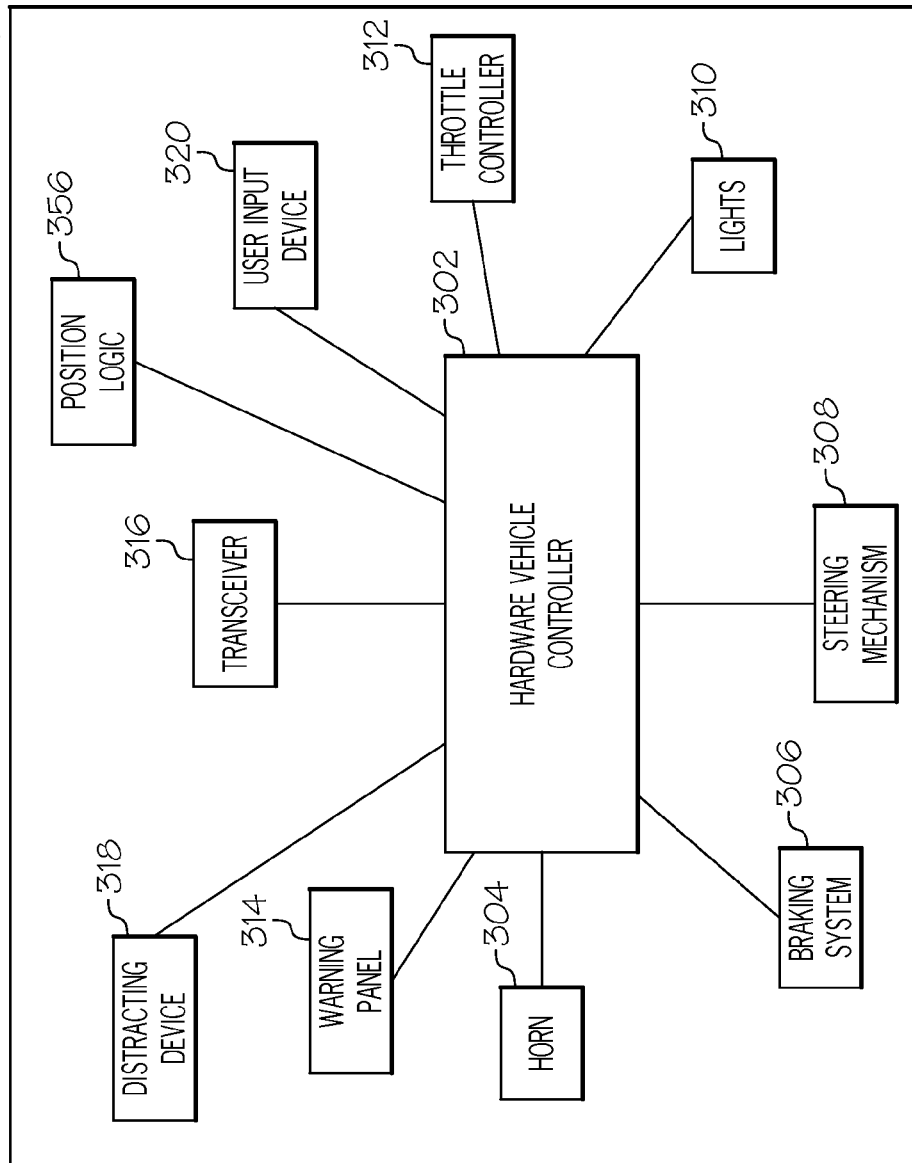 318
DISTRACTING
DEVICE
316
TRANSCEIVER
356
POSITION
LOGIC
314
WARNING
PANEL
320
USER INPUT
DEVICE
304
HORN
302
HARDWARE VEHICLE
CONTROLLER
312
THROTTLE
CONTROLLER
306
BRAKING
SYSTEM
308
STEERING
MECHANISM
310
LIGHTS